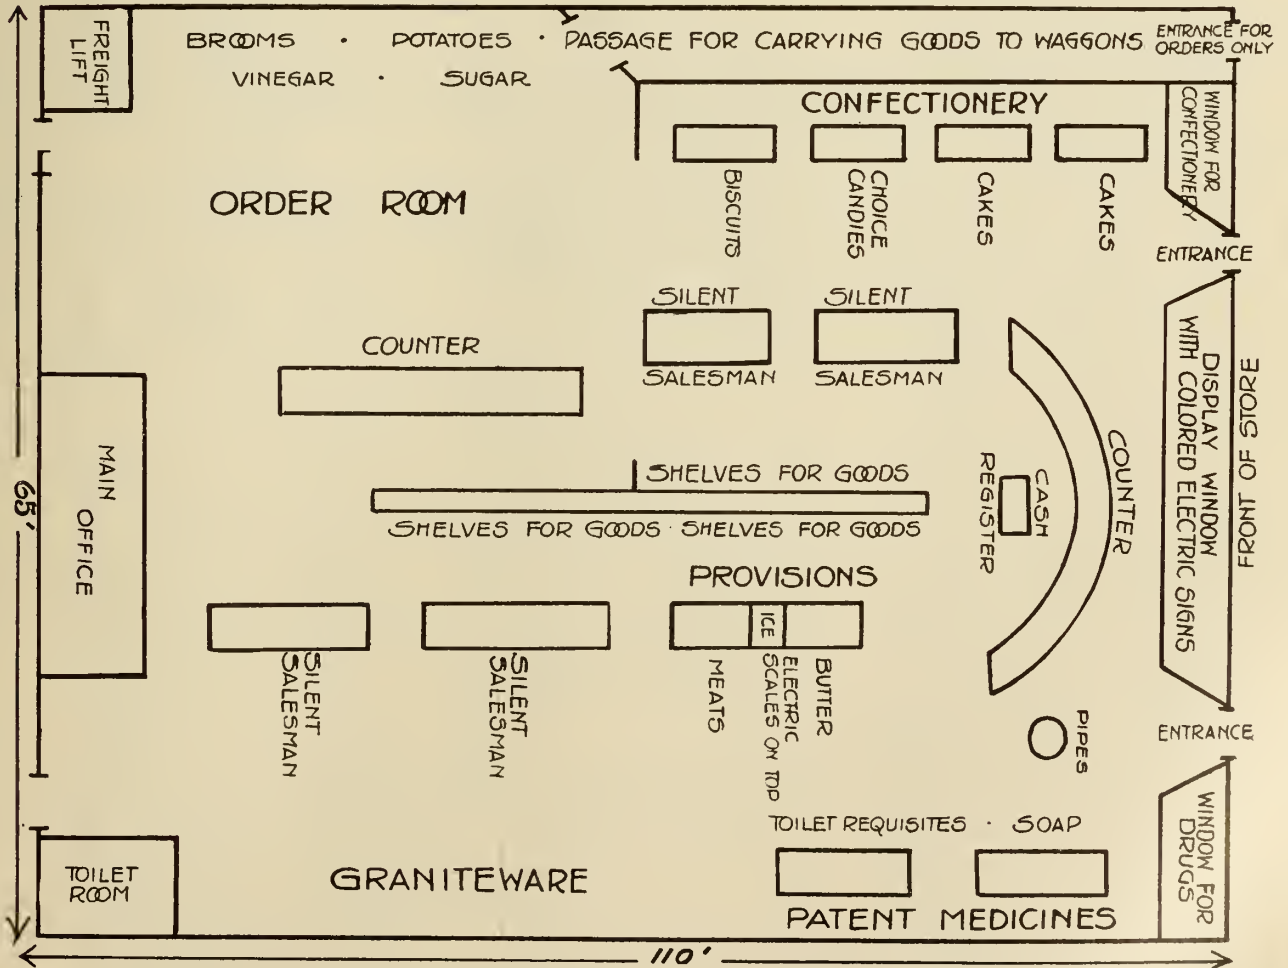 FREIGHT
LIFT
BROOMS · POTATOES · PASSAGE FOR CARRYING GOODS TO WAGGONS
ENTRANCE FOR
ORDERS ONLY
VINEGAR · SUGAR
CONFECTIONERY
WINDOW FOR
CONFECTIONERY
BISCUITS
CHOICE
CANDIES
CAKES
CAKES
ORDER ROOM
ENTRANCE
SILENT
SALESMAN
SILENT
SALESMAN
COUNTER
DISPLAY WINDOW
WITH COLORED ELECTRIC SIGNS
FRONT OF STORE
COUNTER
CASH
REGISTER
MAIN
OFFICE
65'
SHELVES FOR GOODS
SHELVES FOR GOODS · SHELVES FOR GOODS
PROVISIONS
ICE
MEATS
ELECTRIC
SCALES ON TOP
BUTTER
SILENT
SALESMAN
SILENT
SALESMAN
PIPES
ENTRANCE
TOILET REQUISITES · SOAP
WINDOW FOR
DRUGS
TOILET
ROOM
GRANITEWARE
PATENT MEDICINES
110'